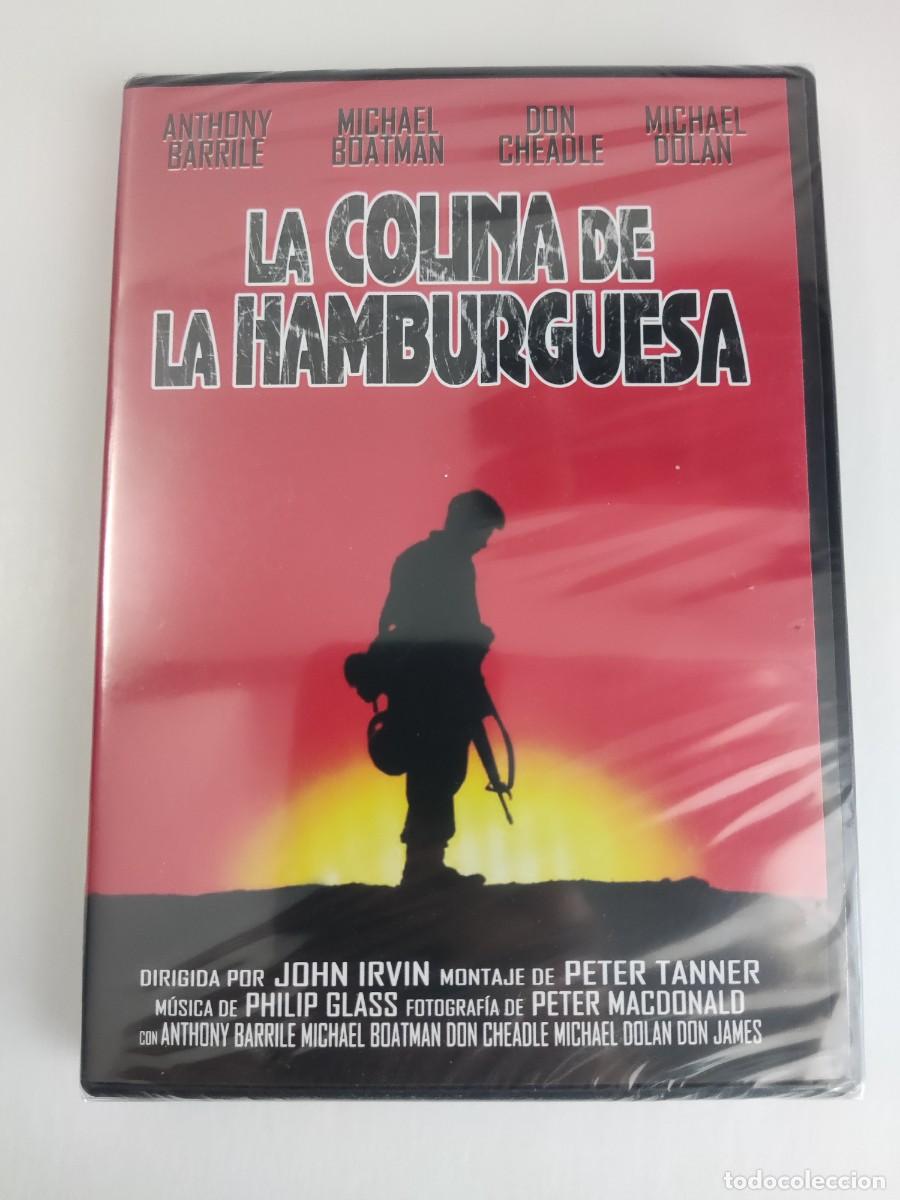 ANTHONY BARRILE
MICHAEL BOATMAN
DON CHEADLE
MICHAEL DOLAN
LA COLINA DE
LA HAMBURGUESA
DIRIGIDA POR JOHN IRVIN MONTAJE DE PETER TANNER
MÚSICA DE PHILIP GLASS FOTOGRAFÍA DE PETER MACDONALD
CON ANTHONY BARRILE MICHAEL BOATMAN DON CHEADLE MICHAEL DOLAN DON JAMES
todocoleccion